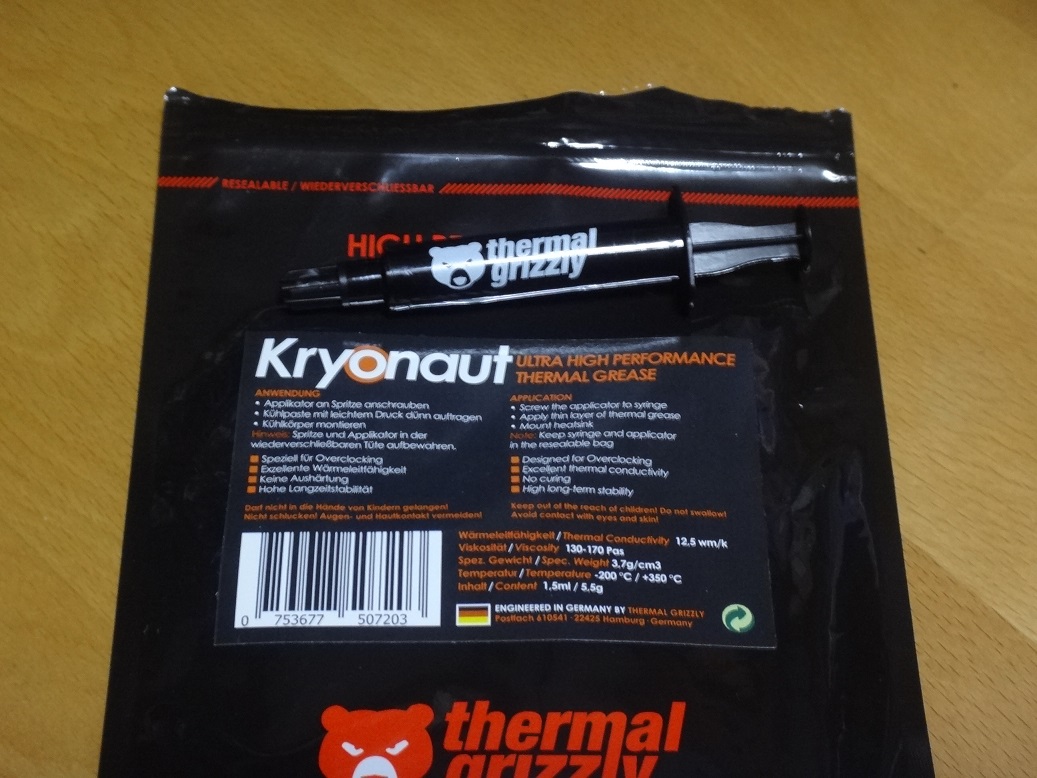 RESEALABLE / WIEDERVERSCHLIESSBAR
HIGH
thermal
grizzly
Kryonaut
ULTRA HIGH PERFORMANCE
THERMAL GREASE
ANWENDUNG
• Applikator an Spritze anschrauben
• Kühlpaste mit leichtem Druck dünn auftragen
• Kühlkörper montieren
Hinweis: Spritze und Applikator in der
wiederverschließbaren Tüte aufbewahren.
Speziell für Overclocking
Exzellente Wärmeleitfähigkeit
Keine Aushärtung
Hohe Langzeitstabilität
Darf nicht in die Hände von Kindern gelangen!
Nicht schlucken! Augen- und Hautkontakt vermeiden!
APPLICATION
• Screw the applicator to syringe
• Apply thin layer of thermal grease
• Mount heatsink
Note: Keep syringe and applicator
in the resealable bag
Designed for Overclocking
Excellent thermal conductivity
No curing
High long-term stability
Keep out of the reach of children! Do not swallow!
Avoid contact with eyes and skin!
Wärmeleitfähigkeit / Thermal Conductivity 12,5 wm/k
Viskosität / Viscosity 130-170 Pas
Spez. Gewicht / Spec. Weight 3,7g/cm3
Temperatur / Temperature -200 °C / +350 °C
Inhalt / Content 1,5ml / 5,5g
0 753677 507203
ENGINEERED IN GERMANY BY THERMAL GRIZZLY
Postfach 610541 · 22425 Hamburg · Germany
thermal
grizzly